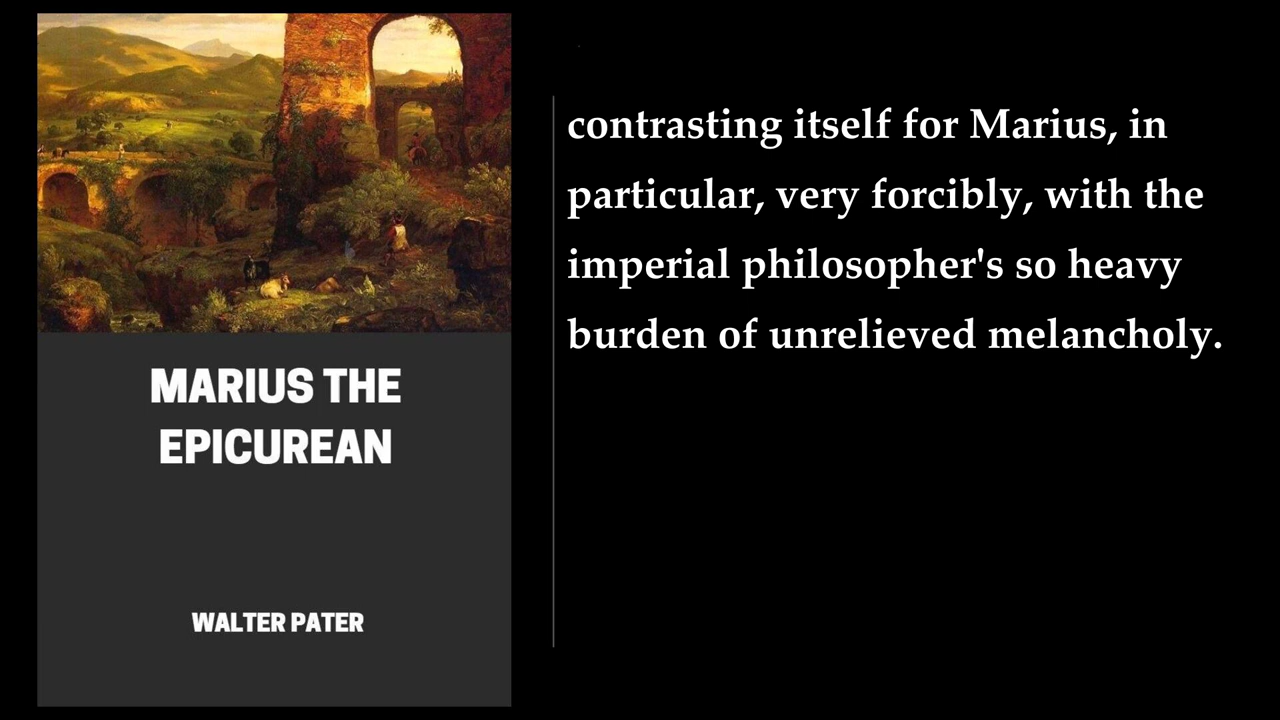 MARIUS THE
EPICUREAN
WALTER PATER
contrasting itself for Marius, in
particular, very forcibly, with the
imperial philosopher's so heavy
burden of unrelieved melancholy.